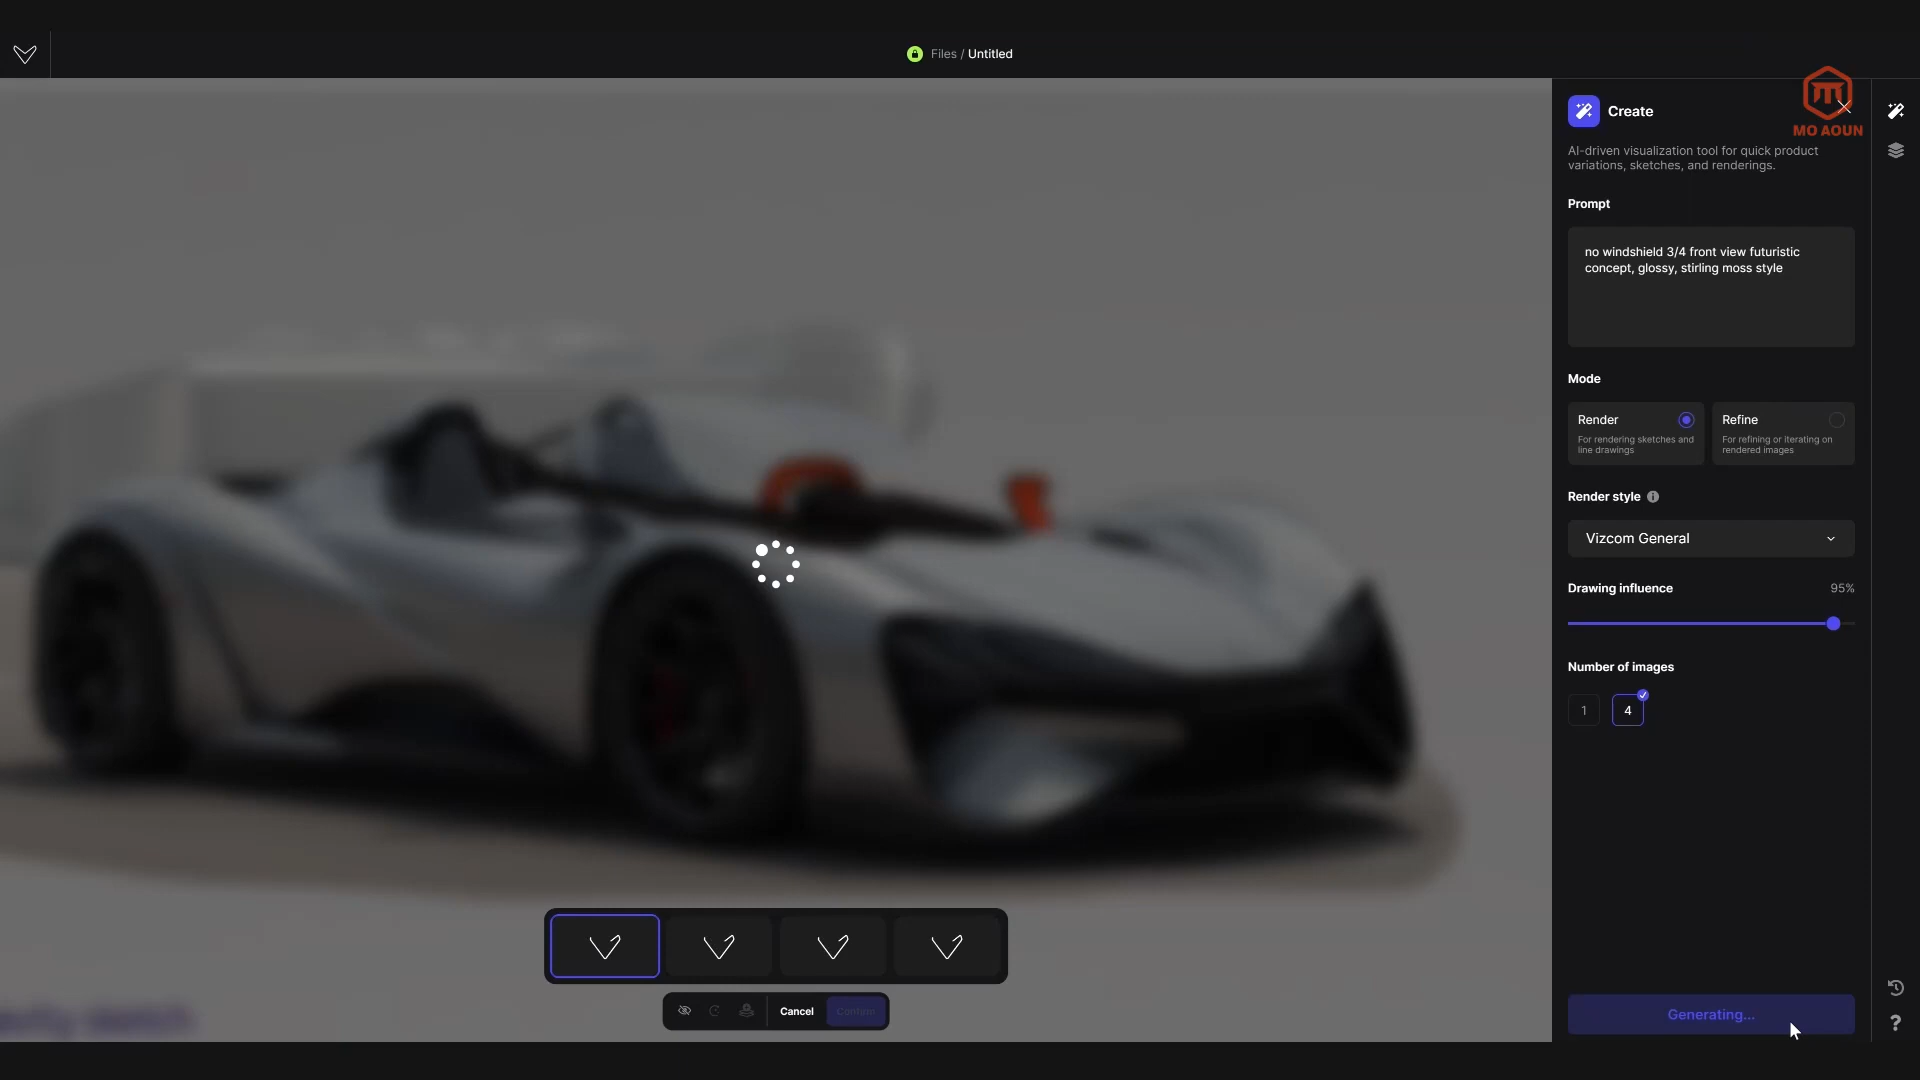 Files / Untitled
MO AOUN
Create
AI-driven visualization tool for quick product
variations, sketches, and renderings.
Prompt
no windshield 3/4 front view futuristic
concept, glossy, stirling moss style
Mode
Render
For rendering sketches and
line drawings
Refine
For refining or iterating on
rendered images
Render style
Vizcom General
Drawing influence
95%
Number of images
1
4
Cancel
Confirm
Generating...
?